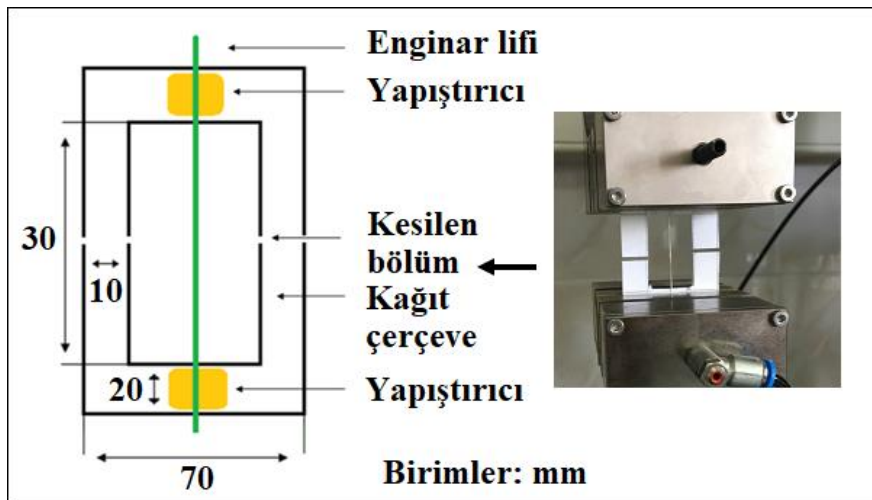 Enginar lifi
Yapıştırıcı
30
10
Kesilen
bölüm
Kağıt
çerçeve
20
Yapıştırıcı
70
Birimler: mm